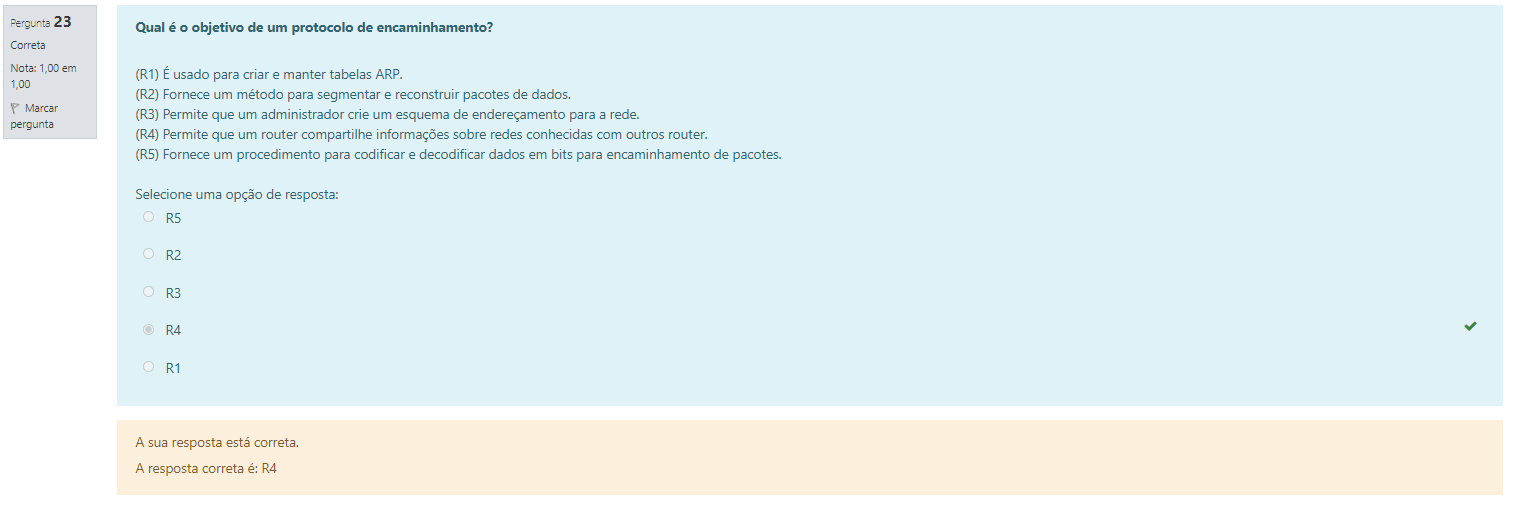 Pergunta 23
Correta
Nota: 1,00 em
1,00
Marcar
pergunta
Qual é o objetivo de um protocolo de encaminhamento?
(R1) É usado para criar e manter tabelas ARP.
(R2) Fornece um método para segmentar e reconstruir pacotes de dados.
(R3) Permite que um administrador crie um esquema de endereçamento para a rede.
(R4) Permite que um router compartilhe informações sobre redes conhecidas com outros router.
(R5) Fornece um procedimento para codificar e decodificar dados em bits para encaminhamento de pacotes.
Selecione uma opção de resposta:
R5
R2
R3
R4
R1
A sua resposta está correta.
A resposta correta é: R4